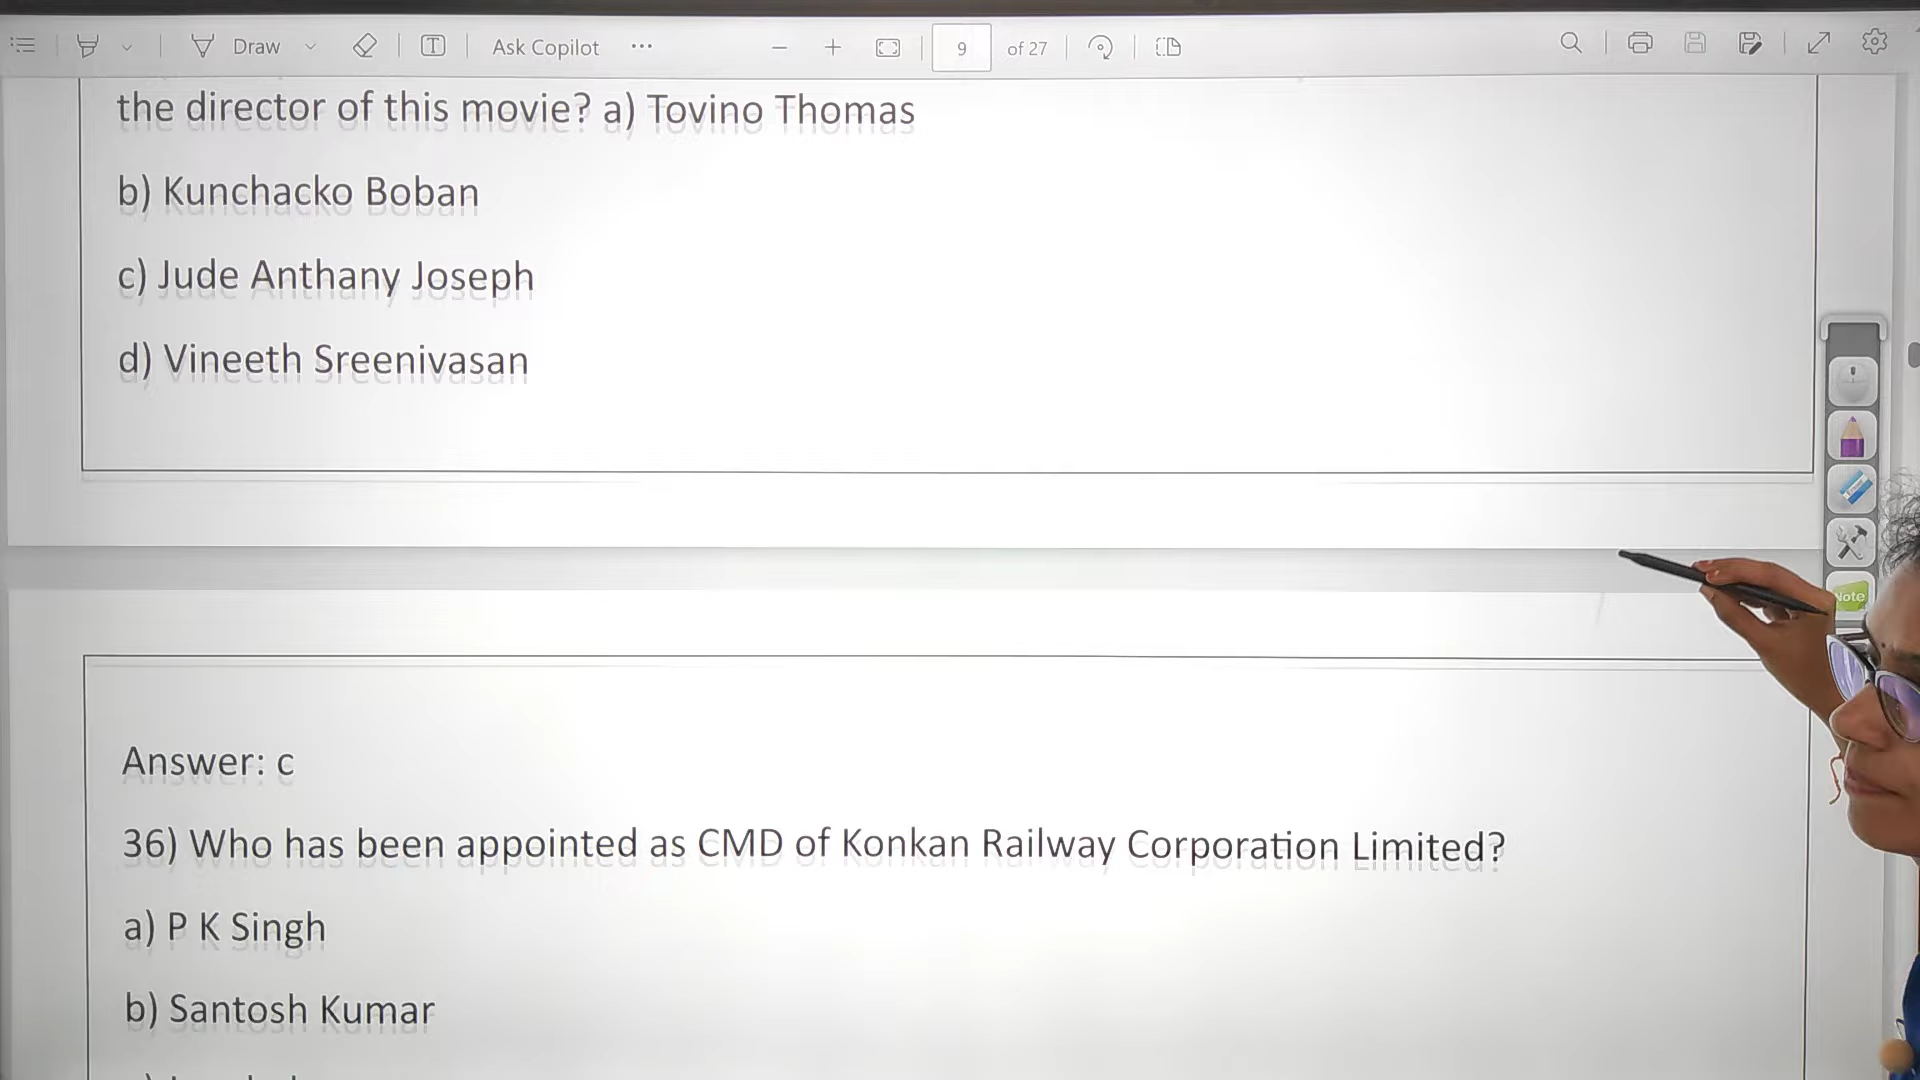 Draw
T
Ask Copilot
9
of 27
the director of this movie? a) Tovino Thomas
b) Kunchacko Boban
c) Jude Anthany Joseph
d) Vineeth Sreenivasan
Note
Answer: c
36) Who has been appointed as CMD of Konkan Railway Corporation Limited?
a) P K Singh
b) Santosh Kumar